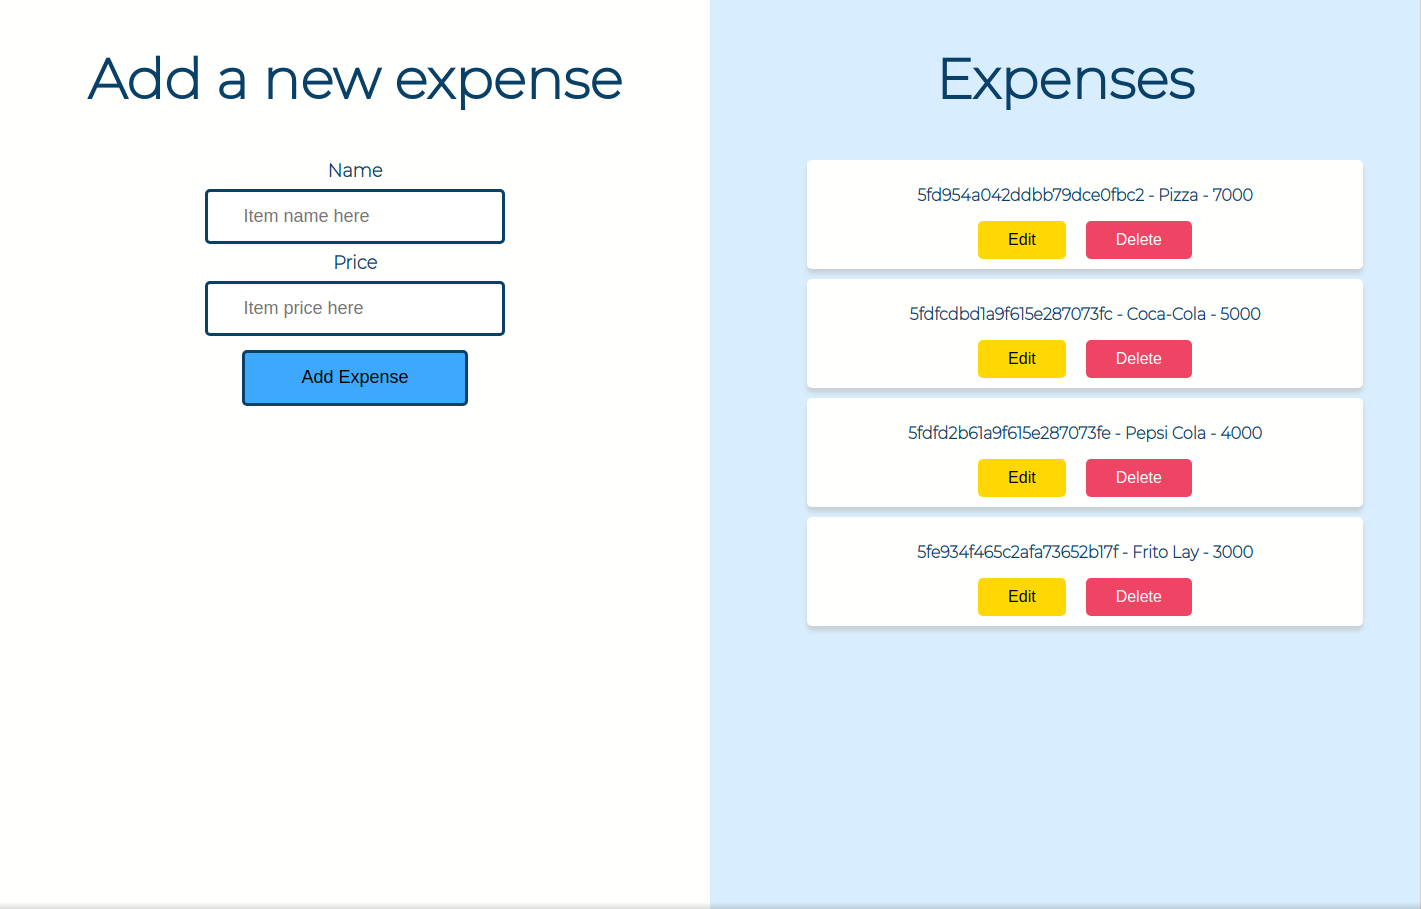 Add a new expense
Name
Item name here
Price
Item price here
Add Expense
Expenses
5fd954a042ddbb79dce0fbc2 - Pizza - 7000
Edit Delete
5fdfcdbd1a9f615e287073fc - Coca-Cola - 5000
Edit Delete
5fdfd2b61a9f615e287073fe - Pepsi Cola - 4000
Edit Delete
5fe934f465c2afa73652b17f - Frito Lay - 3000
Edit Delete